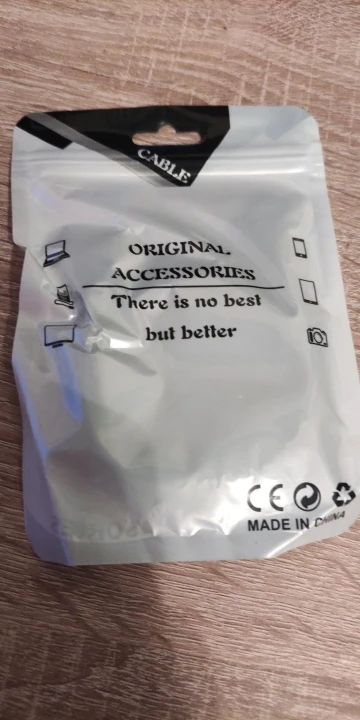 CABLE
ORIGINAL
ACCESSORIES
There is no best
but better
CE
MADE IN CHINA